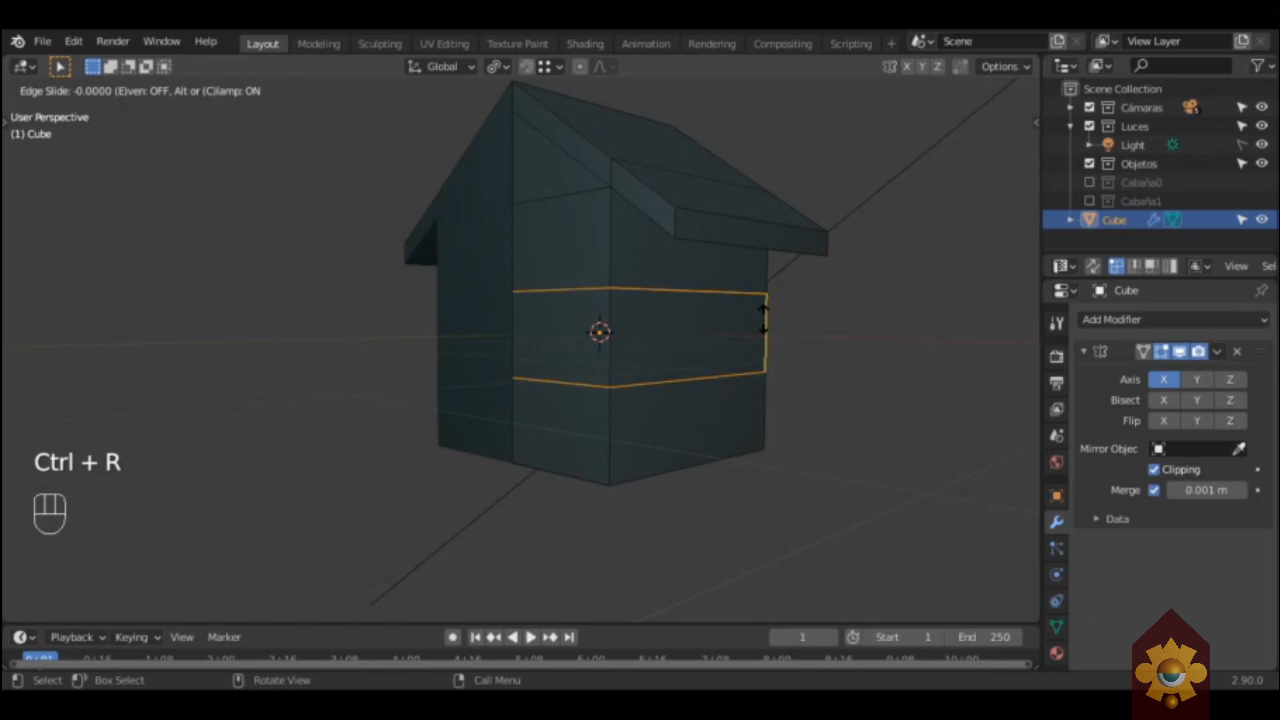 File Edit Render Window Help Layout Modeling Sculpting UV Editing Texture Paint Shading Animation Rendering Compositing Scripting + Scene View Layer
Global X Y Z Options
Edge Slide: -0.0000 (E)ven: OFF, Alt or (C)lamp: ON
User Perspective
(1) Cube
Scene Collection
Cámaras
Luces
Light
Objetos
Cabaña0
Cabaña1
Cube
View Sel
Cube
Add Modifier
Axis X Y Z
Bisect X Y Z
Flip X Y Z
Mirror Objec
Clipping
Merge 0.001 m
Data
Ctrl + R
Playback Keying View Marker 1 Start 1 End 250
Select Box Select Rotate View Call Menu 2.90.0